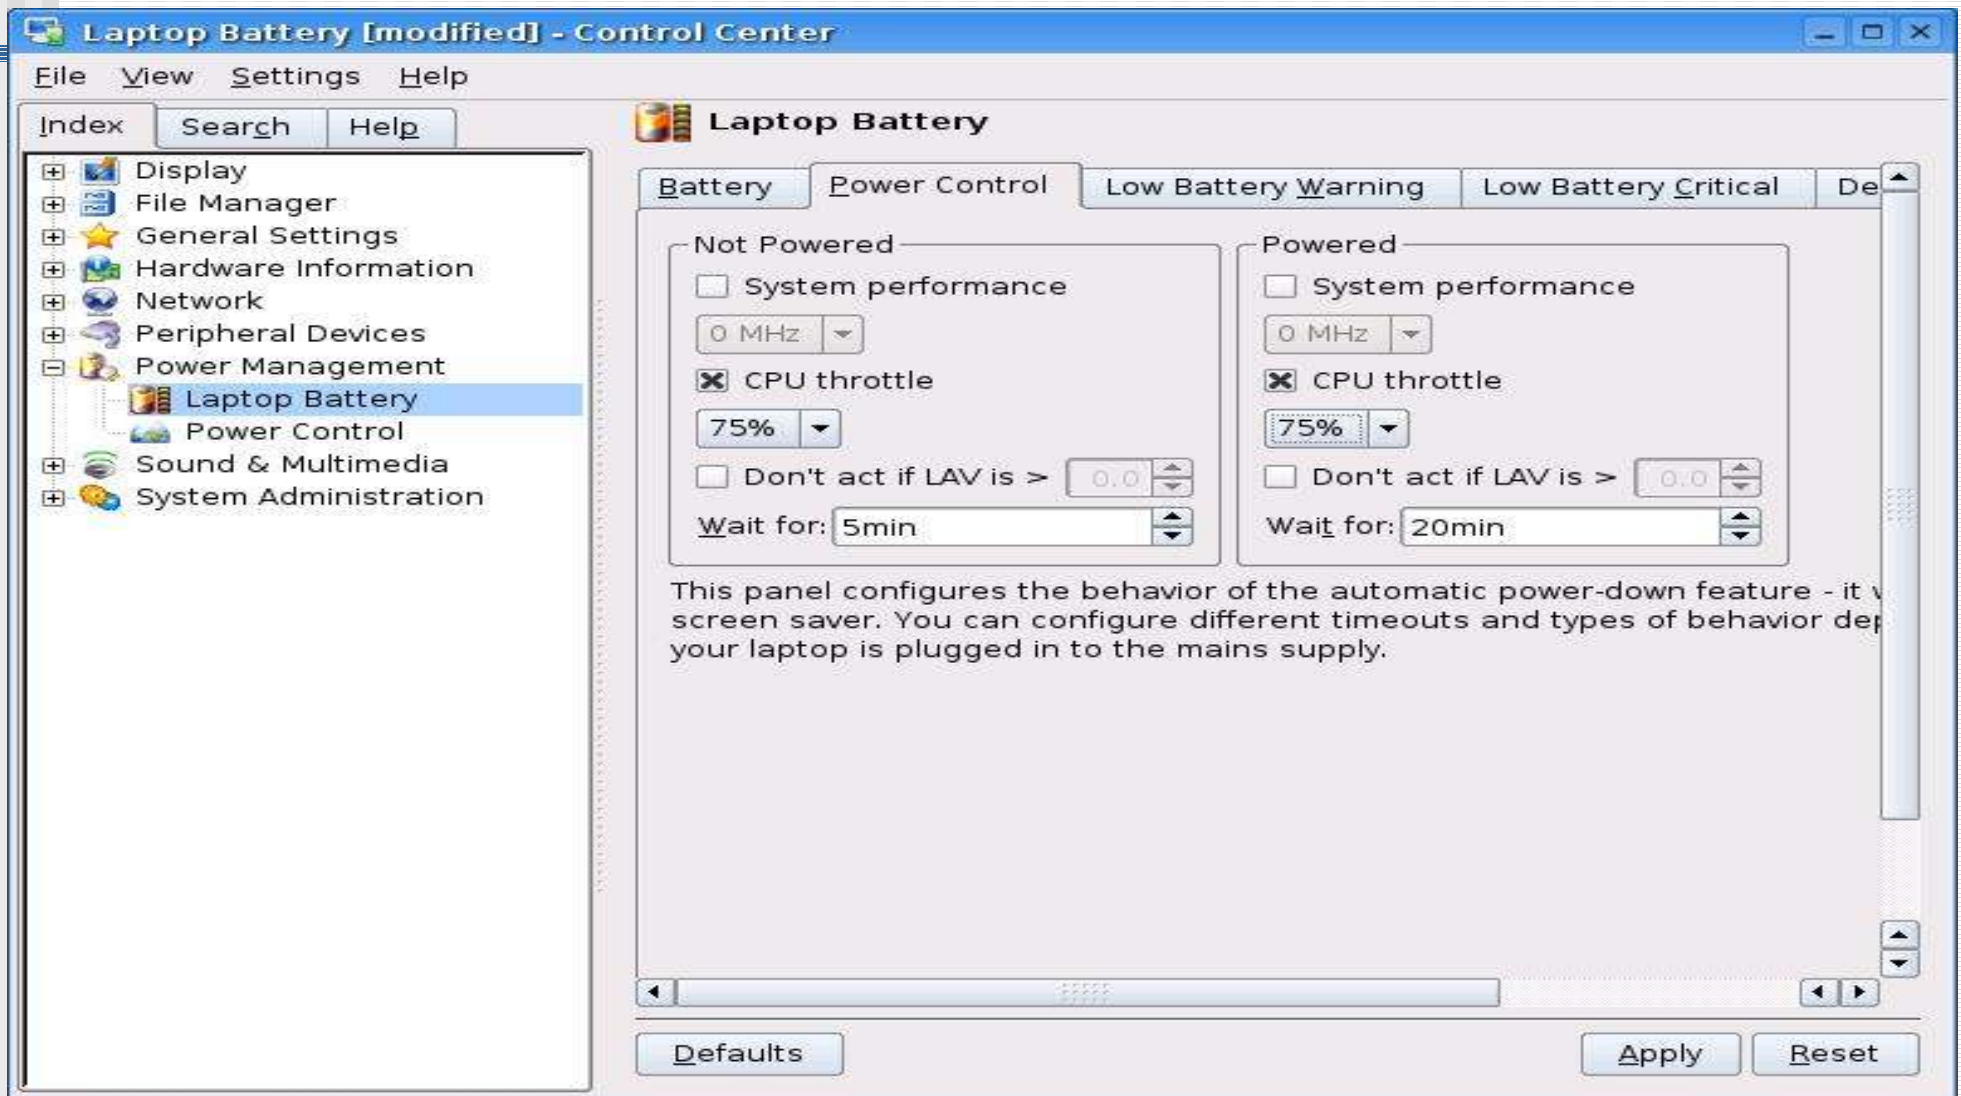 Laptop Battery [modified] - Control Center
File View Settings Help
Index Search Help
Display
File Manager
General Settings
Hardware Information
Network
Peripheral Devices
Power Management
Laptop Battery
Power Control
Sound & Multimedia
System Administration
Laptop Battery
Battery Power Control Low Battery Warning Low Battery Critical De
Not Powered
System performance
0 MHz
CPU throttle
75%
Don't act if LAV is > 0.0
Wait for: 5min
Powered
System performance
0 MHz
CPU throttle
75%
Don't act if LAV is > 0.0
Wait for: 20min
This panel configures the behavior of the automatic power-down feature - it
screen saver. You can configure different timeouts and types of behavior dep
your laptop is plugged in to the mains supply.
Defaults Apply Reset